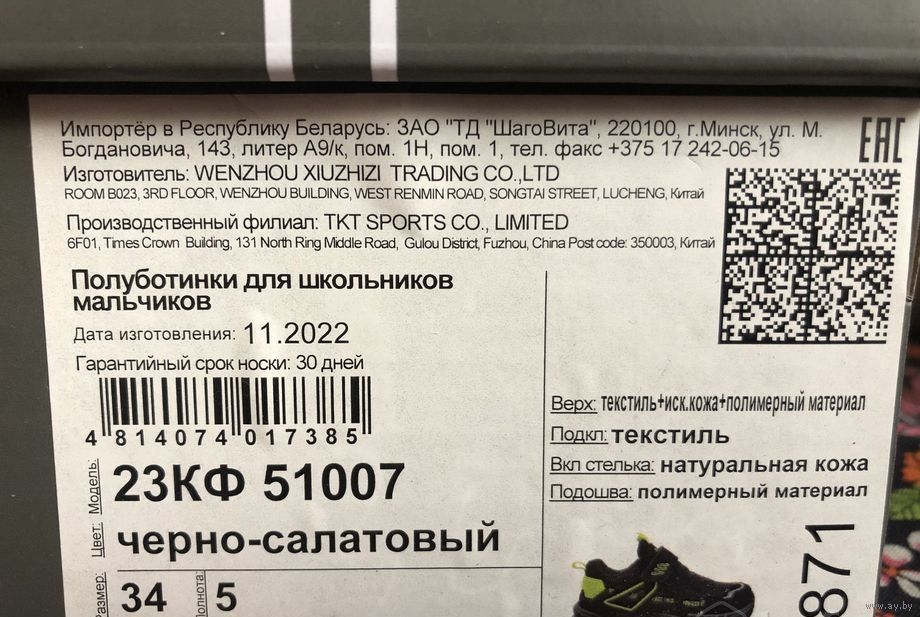 Импортёр в Республику Беларусь: ЗАО "ТД "ШагоВита", 220100, г.Минск, ул. М.
Богдановича, 143, литер А9/к, пом. 1Н, пом. 1, тел. факс +375 17 242-06-15
EAC
Изготовитель: WENZHOU XIUZHIZI TRADING CO.,LTD
ROOM B023, 3RD FLOOR, WENZHOU BUILDING, WEST RENMIN ROAD, SONGTAI STREET, LUCHENG, Китай
Производственный филиал: TKT SPORTS CO., LIMITED
6F01, Times Crown Building, 131 North Ring Middle Road, Gulou District, Fuzhou, China Post code: 350003, Китай
Полуботинки для школьников
мальчиков
Дата изготовления: 11.2022
Гарантийный срок носки: 30 дней
4 814074 017385
Модель: 23КФ 51007
Цвет: черно-салатовый
Размер: 34 Полнота: 5
Верх: текстиль+иск.кожа+полимерный материал
Подкл: текстиль
Вкл стелька: натуральная кожа
Подошва: полимерный материал
871
www.ay.by